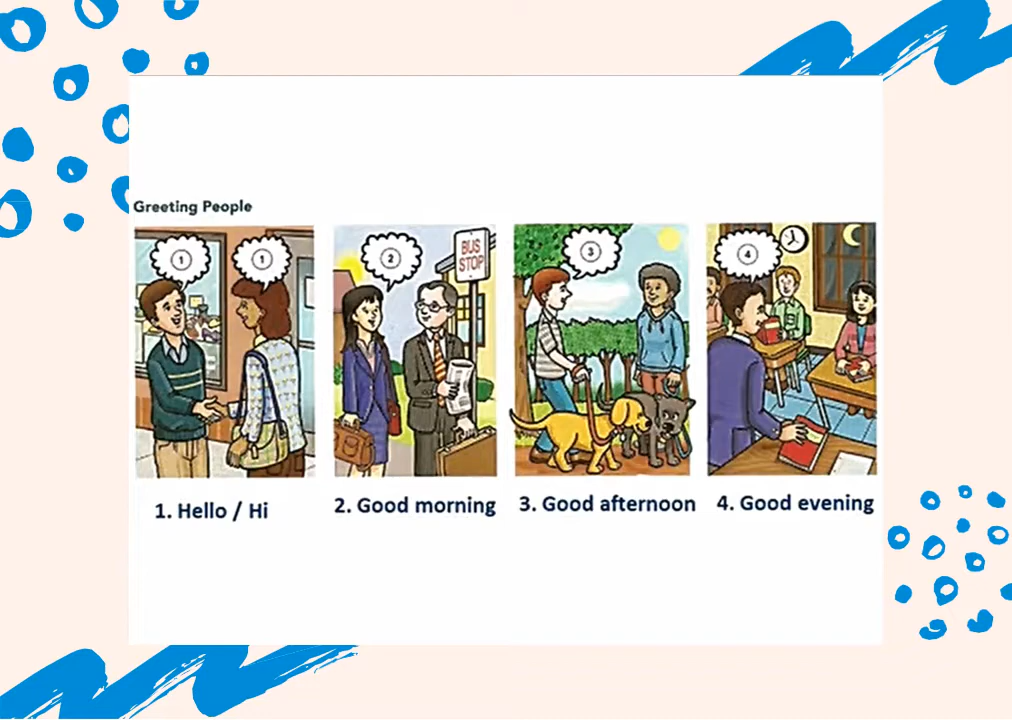 Greeting People
1
1
2
BUS
STOP
3
4
1. Hello / Hi
2. Good morning
3. Good afternoon
4. Good evening